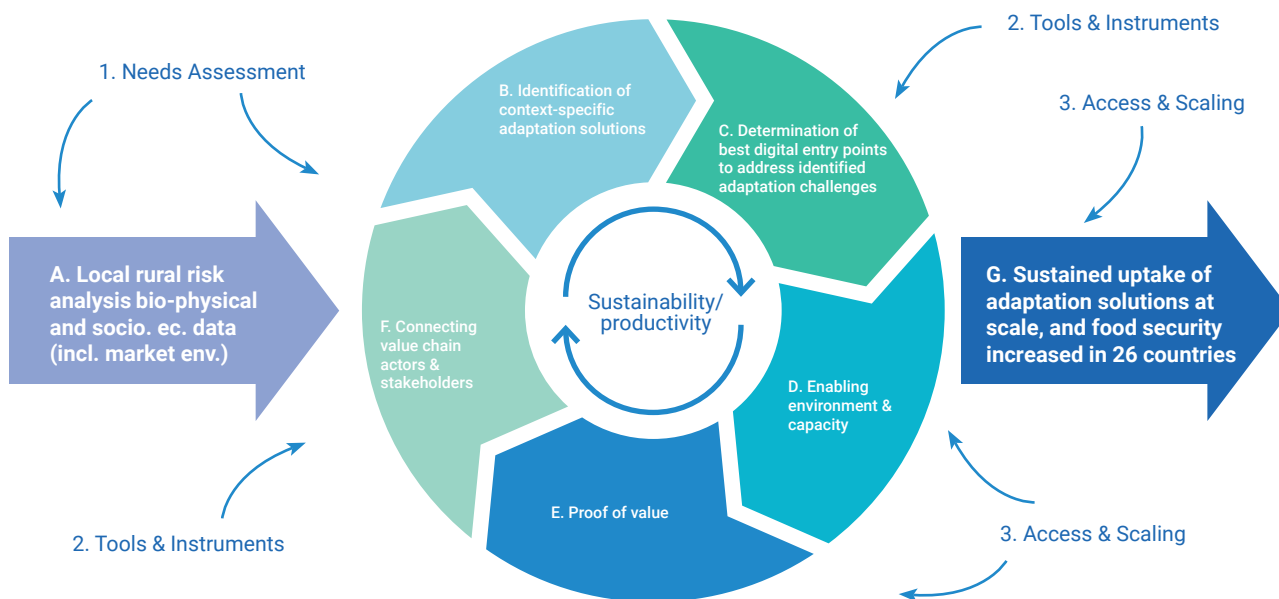 1. Needs Assessment
2. Tools & Instruments
3. Access & Scaling
A. Local rural risk
analysis bio-physical
and socio. ec. data
(incl. market env.)
B. Identification of
context-specific
adaptation solutions
C. Determination of
best digital entry points
to address identified
adaptation challenges
Sustainability/
productivity
D. Enabling
environment &
capacity
E. Proof of value
F. Connecting
value chain
actors &
stakeholders
G. Sustained uptake of
adaptation solutions at
scale, and food security
increased in 26 countries
2. Tools & Instruments
3. Access & Scaling